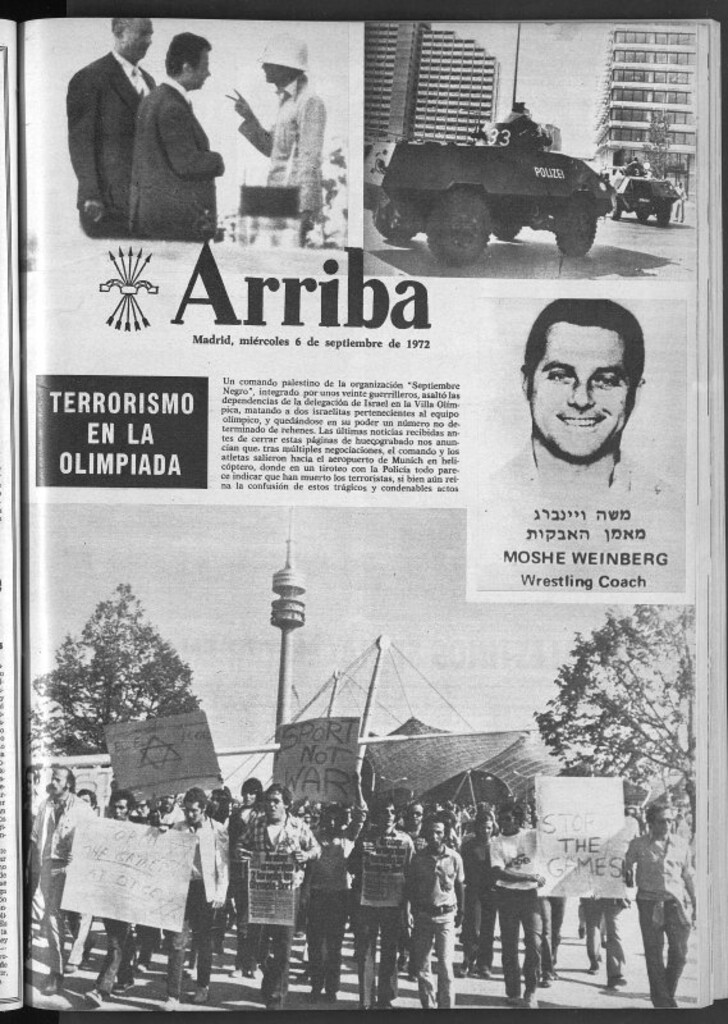 33
POLIZEI
Arriba
Madrid, miércoles 6 de septiembre de 1972
TERRORISMO
EN LA
OLIMPIADA
Un comando palestino de la organización "Septiembre
Negro", integrado por unos veinte guerrilleros, asaltó las
dependencias de la delegación de Israel en la Villa Olím-
pica, matando a dos israelitas pertenecientes al equipo
olímpico, y quedándose en su poder un número no de-
terminado de rehenes. Las últimas noticias recibidas an-
tes de cerrar estas páginas de huecograbado nos anun-
cian que, tras múltiples negociaciones, el comando y los
atletas salieron hacia el aeropuerto de Munich en heli-
cóptero, donde en un tiroteo con la Policía todo pare-
ce indicar que han muerto los terroristas, si bien aún rei-
na la confusión de estos trágicos y condenables actos
משה ויינברג
מאמן האבקות
MOSHE WEINBERG
Wrestling Coach
SPORT
NOT
WAR
THE GAMES
STOP
THE
GAMES